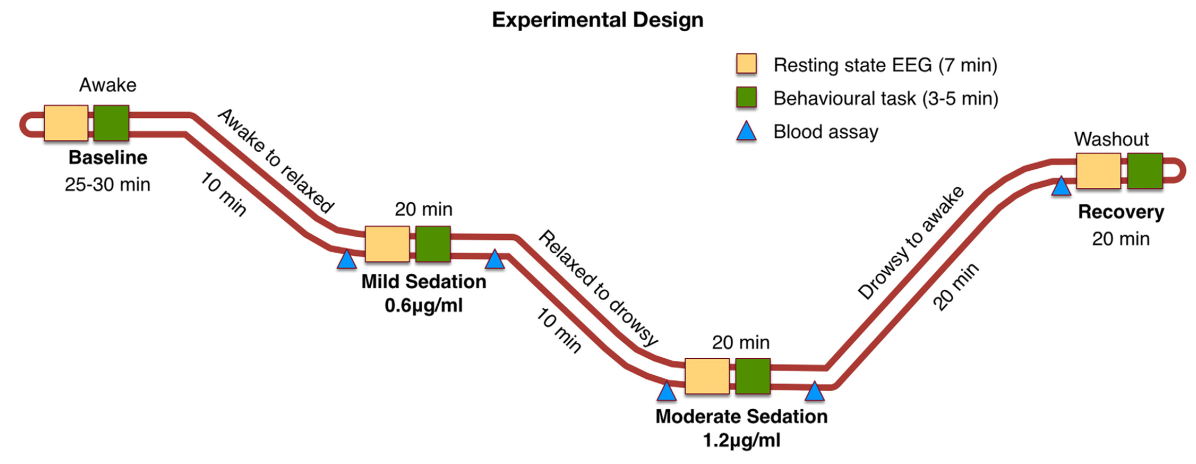 Experimental Design
Resting state EEG (7 min)
Behavioural task (3-5 min)
Blood assay
Awake
Baseline
25-30 min
Awake to relaxed
10 min
20 min
Mild Sedation
0.6µg/ml
Relaxed to drowsy
10 min
20 min
Moderate Sedation
1.2µg/ml
Drowsy to awake
20 min
Washout
Recovery
20 min